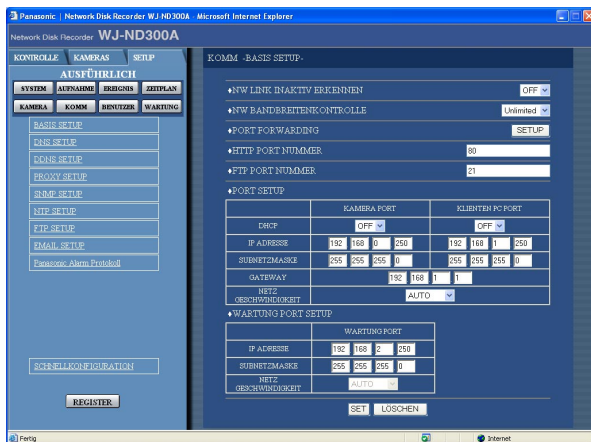 Panasonic | Network Disk Recorder WJ-ND300A - Microsoft Internet Explorer
Network Disk Recorder WJ-ND300A
KONTROLLE KAMERAS SETUP
AUSFÜHRLICH
SYSTEM AUFNAHME EREIGNIS ZEITPLAN
KAMERA KOMM BENUTZER WARTUNG
BASIS SETUP
DNS SETUP
DDNS SETUP
PROXY SETUP
SNMP SETUP
NTP SETUP
FTP SETUP
EMAIL SETUP
Panasonic Alarm Protokoll
SCHNELLKONFIGURATION
REGISTER
KOMM -BASIS SETUP-
♦NW LINK INAKTIV ERKENNEN OFF
♦NW BANDBREITENKONTROLLE Unlimited
♦PORT FORWARDING SETUP
♦HTTP PORT NUMMER 80
♦FTP PORT NUMMER 21
♦PORT SETUP
KAMERA PORT KLIENTEN PC PORT
DHCP OFF OFF
IP ADRESSE 192 168 0 250 192 168 1 250
SUBNETZMASKE 255 255 255 0 255 255 255 0
GATEWAY 192 168 1 1
NETZ
GESCHWINDIGKEIT AUTO
♦WARTUNG PORT SETUP
WARTUNG PORT
IP ADRESSE 192 168 2 250
SUBNETZMASKE 255 255 255 0
NETZ
GESCHWINDIGKEIT AUTO
SET LÖSCHEN
Fertig Internet